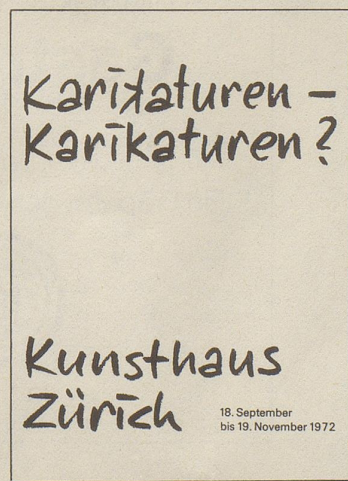 Karikaturen –
Karikaturen?
Kunsthaus
Zürich
18. September
bis 19. November 1972